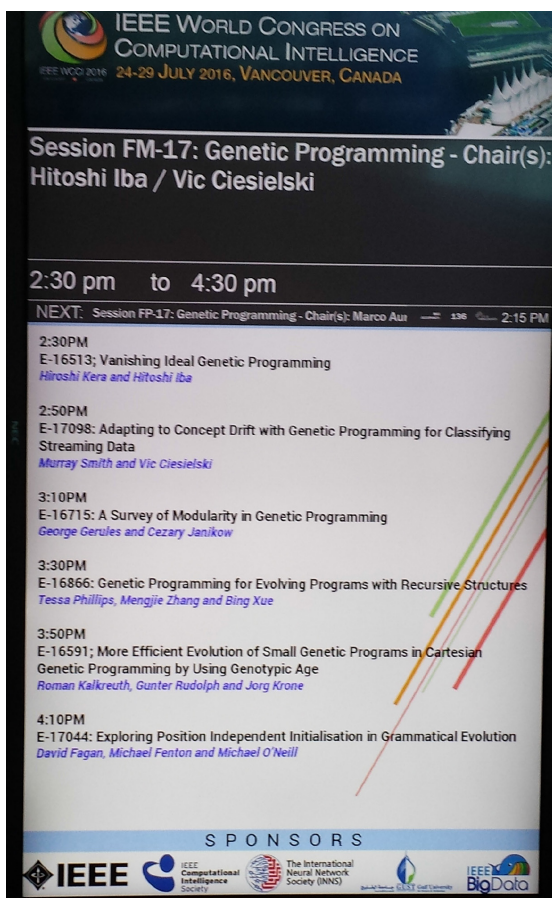 IEEE WORLD CONGRESS ON
COMPUTATIONAL INTELLIGENCE
IEEE WCCI 2016
24-29 JULY 2016, VANCOUVER, CANADA
Session FM-17: Genetic Programming - Chair(s):
Hitoshi Iba / Vic Ciesielski
2:30 pm to 4:30 pm
NEXT: Session FP-17: Genetic Programming - Chair(s): Marco Aur 136 2:15 PM
2:30PM
E-16513; Vanishing Ideal Genetic Programming
Hiroshi Kera and Hitoshi Iba
2:50PM
E-17098: Adapting to Concept Drift with Genetic Programming for Classifying
Streaming Data
Murray Smith and Vic Ciesielski
3:10PM
E-16715: A Survey of Modularity in Genetic Programming
George Gerules and Cezary Janikow
3:30PM
E-16866: Genetic Programming for Evolving Programs with Recursive Structures
Tessa Phillips, Mengjie Zhang and Bing Xue
3:50PM
E-16591; More Efficient Evolution of Small Genetic Programs in Cartesian
Genetic Programming by Using Genotypic Age
Roman Kalkreuth, Gunter Rudolph and Jorg Krone
4:10PM
E-17044: Exploring Position Independent Initialisation in Grammatical Evolution
David Fagan, Michael Fenton and Michael O'Neill
SPONSORS
IEEE
IEEE
Computational
Intelligence
Society
The International
Neural Network
Society (INNS)
GUST Gulf University
IEEE
BigData
NEC